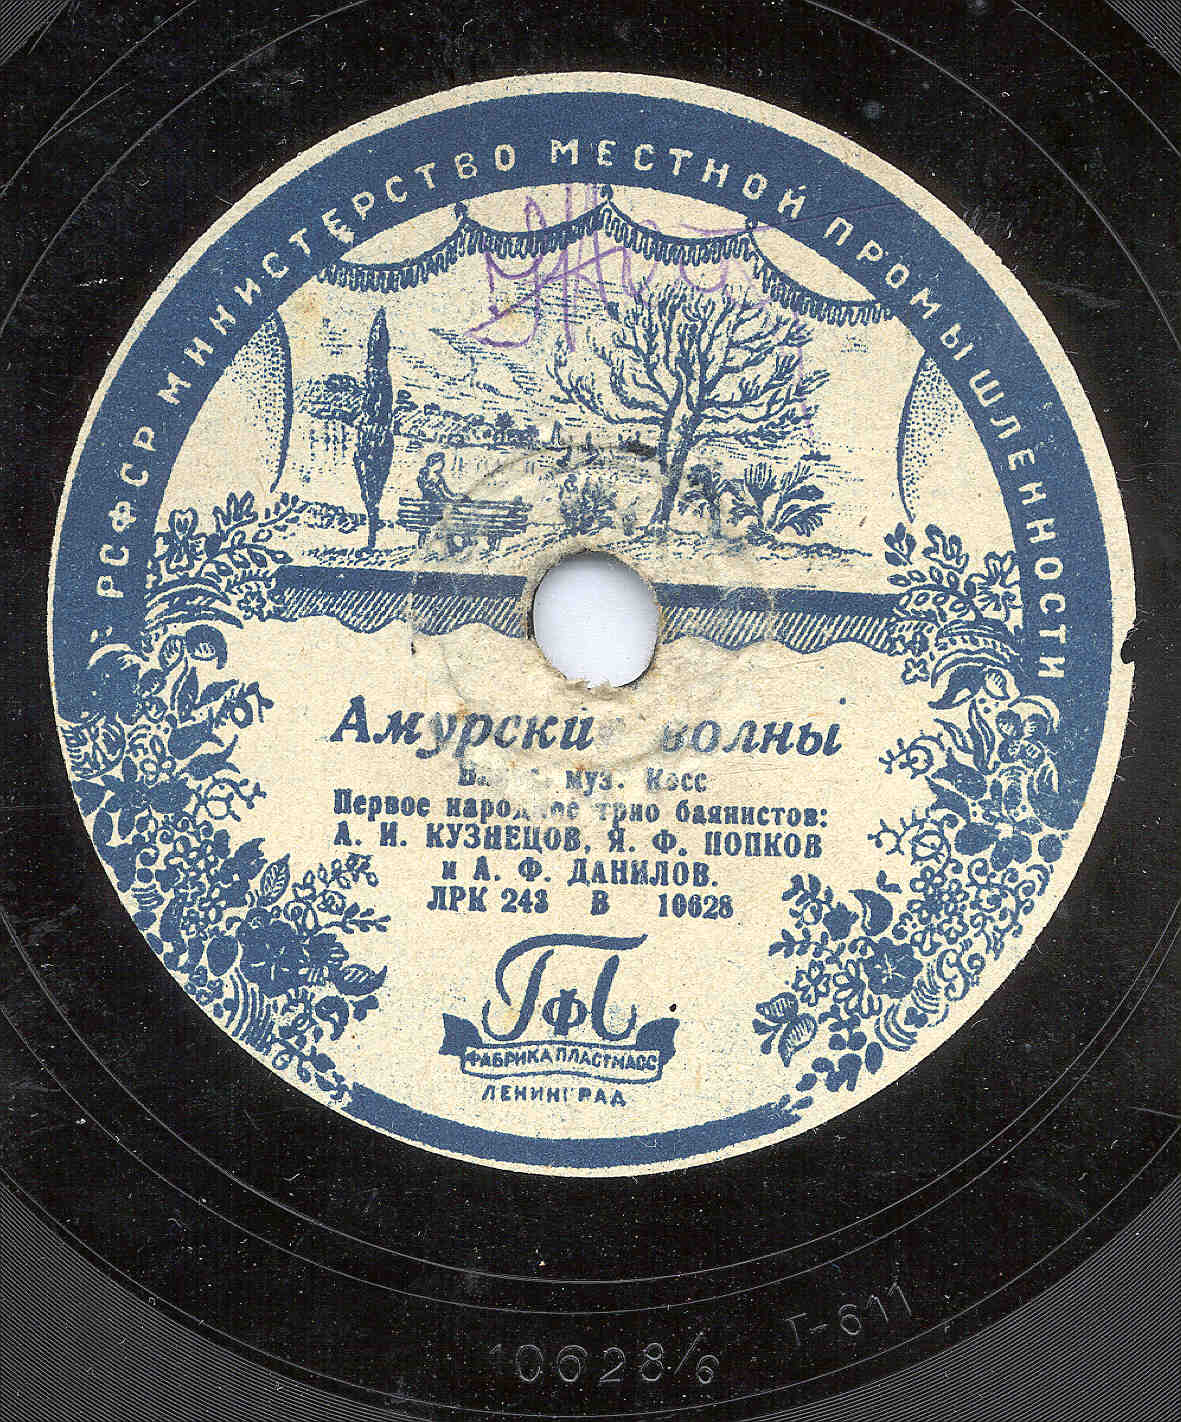 РСФСР МИНИСТЕРСТВО МЕСТНОЙ ПРОМЫШЛЕННОСТИ
Амурские волны
муз. Кюсс
Первое народное трио баянистов:
А. И. КУЗНЕЦОВ, Я. Ф. ПОПКОВ
и А. Ф. ДАНИЛОВ.
ЛРК 243 В 10628
ГФП
ФАБРИКА ПЛАСТМАСС
ЛЕНИНГРАД
Г-611
10628/6